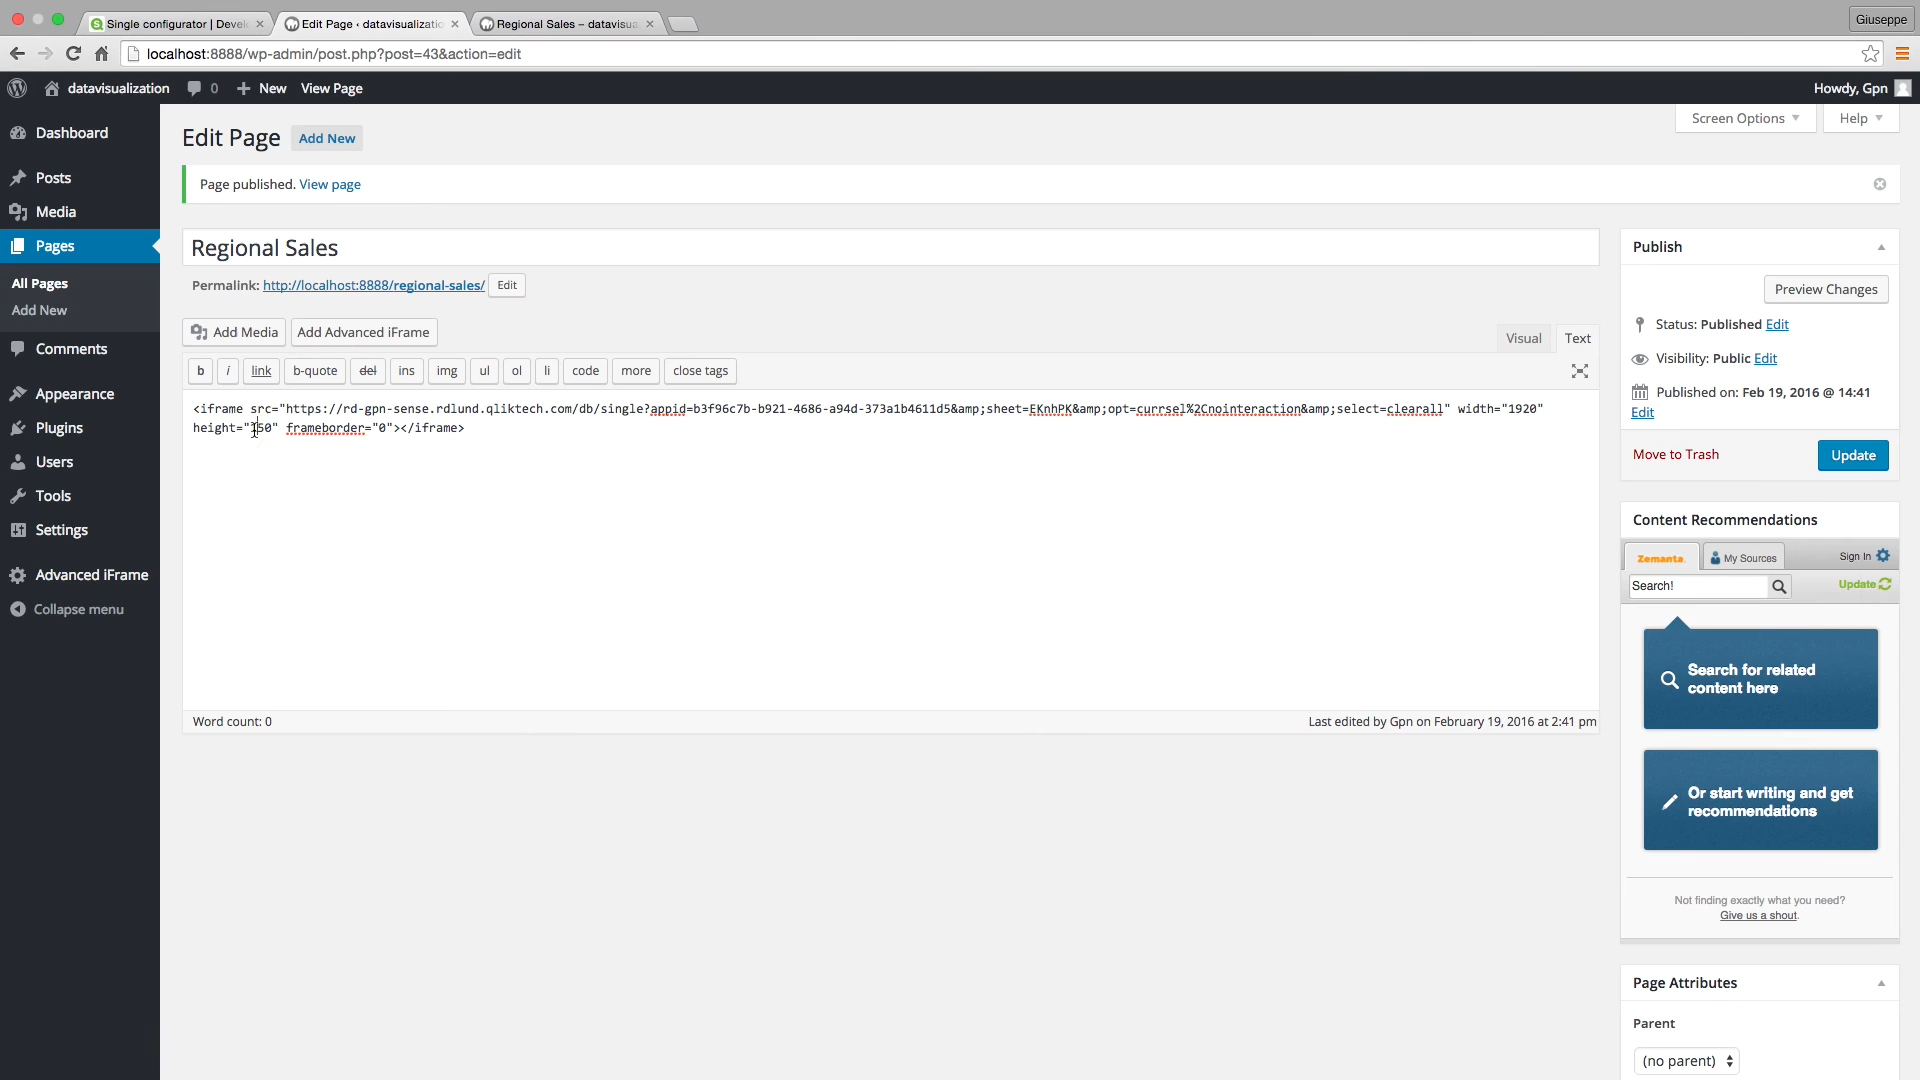 Single configurator | Develo
Edit Page ‹ datavisualizatio
Regional Sales – datavisua
Giuseppe
localhost:8888/wp-admin/post.php?post=43&action=edit
datavisualization
0
New
View Page
Howdy, Gpn
Dashboard
Posts
Media
Pages
All Pages
Add New
Comments
Appearance
Plugins
Users
Tools
Settings
Advanced iFrame
Collapse menu
Screen Options
Help
Edit Page
Add New
Page published. View page
Regional Sales
Permalink: http://localhost:8888/regional-sales/ Edit
Add Media
Add Advanced iFrame
Visual
Text
b
i
link
b-quote
del
ins
img
ul
ol
li
code
more
close tags
<iframe src="https://rd-gpn-sense.rdlund.qliktech.com/db/single?appid=b3f96c7b-b921-4686-a94d-373a1b4611d5&amp;sheet=EKnhPK&amp;opt=currsel%2Cnointeraction&amp;select=clearall" width="1920"
frameborder="0"></iframe>
Word count: 0
Last edited by Gpn on February 19, 2016 at 2:41 pm
Publish
Preview Changes
Status: Published Edit
Visibility: Public Edit
Published on: Feb 19, 2016 @ 14:41
Edit
Move to Trash
Update
Content Recommendations
Zemanta
My Sources
Sign In
Search!
Update
Search for related
content here
Or start writing and get
recommendations
Not finding exactly what you need?
Give us a shout.
Page Attributes
Parent
(no parent)